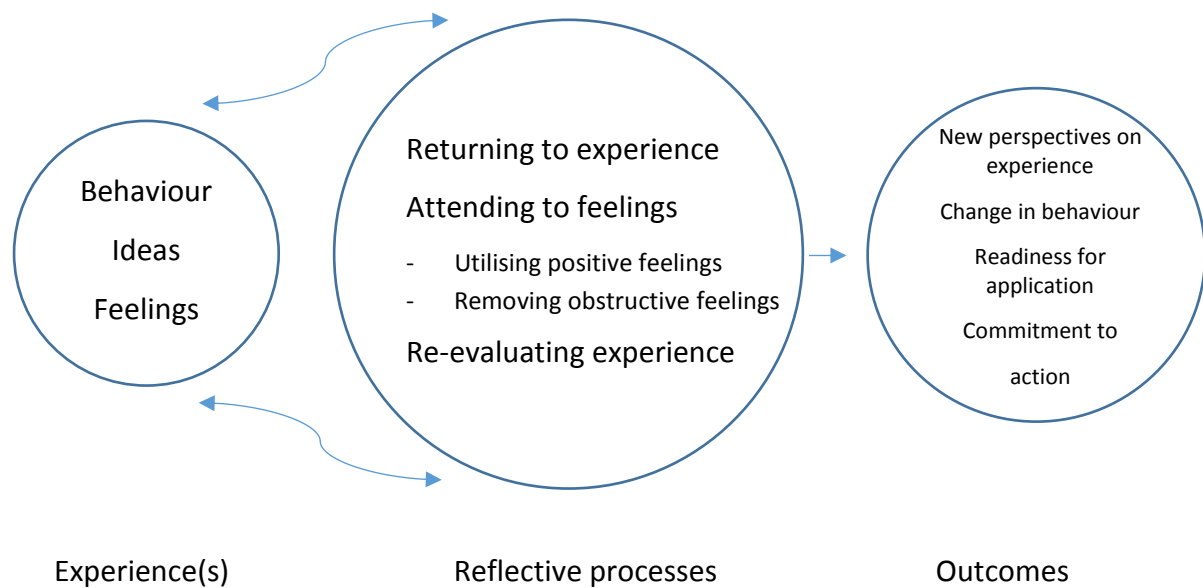 Behaviour
Ideas
Feelings
Returning to experience
Attending to feelings
- Utilising positive feelings
- Removing obstructive feelings
Re-evaluating experience
New perspectives on
experience
Change in behaviour
Readiness for
application
Commitment to
action
Experience(s)
Reflective processes
Outcomes